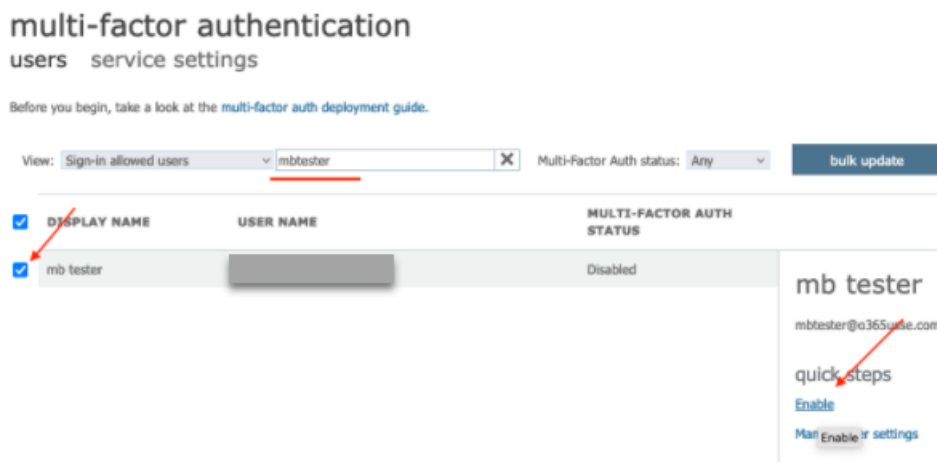 multi-factor authentication
users service settings
Before you begin, take a look at the multi-factor auth deployment guide.
View: Sign-in allowed users mbtester X Multi-Factor Auth status: Any bulk update
DISPLAY NAME USER NAME MULTI-FACTOR AUTH STATUS
mb tester Disabled
mb tester
quick steps
Enable
Enable settings